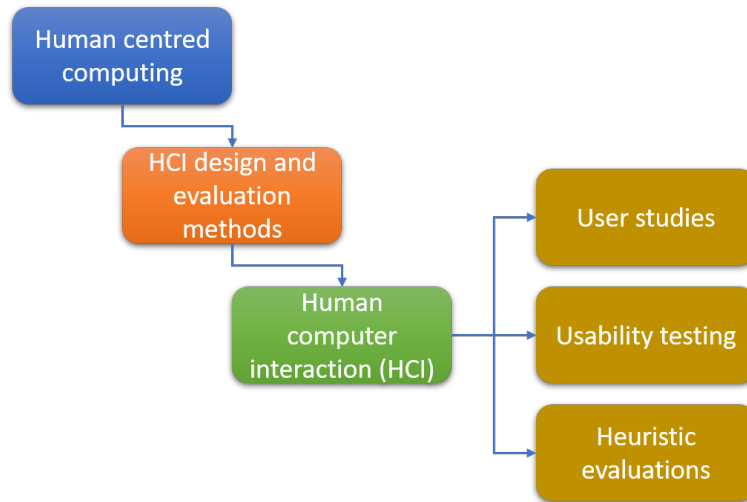 Human centred
computing
HCI design and
evaluation
methods
Human
computer
interaction (HCI)
User studies
Usability testing
Heuristic
evaluations